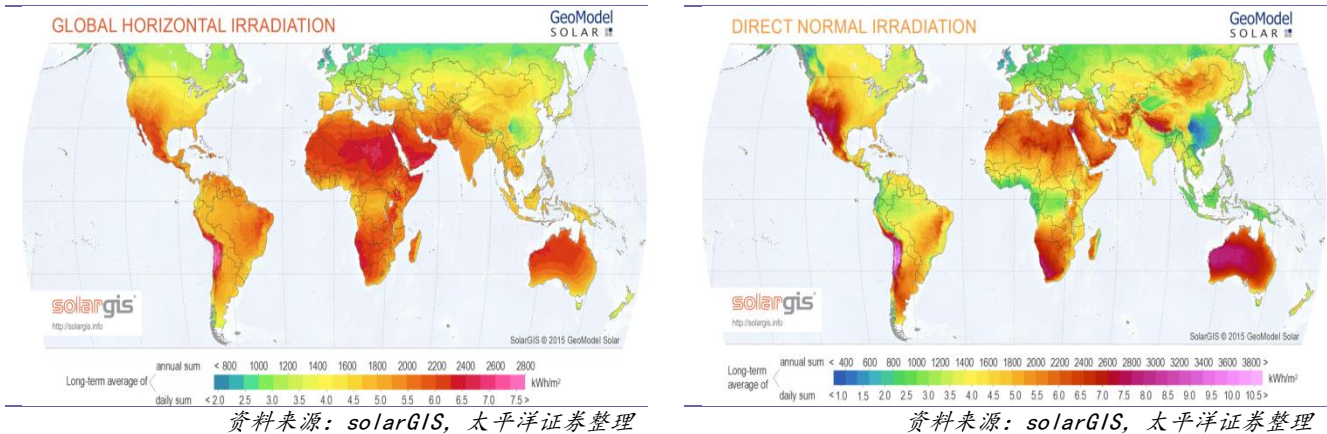 GLOBAL HORIZONTAL IRRADIATION
GeoModel
SOLAR
solargis
http://solargis.info
SolarGIS © 2015 GeoModel Solar
annual sum < 800 1000 1200 1400 1600 1800 2000 2200 2400 2600 2800
Long-term average of
kWh/m²
daily sum < 2.0 2.5 3.0 3.5 4.0 4.5 5.0 5.5 6.0 6.5 7.0 7.5 >
资料来源：solarGIS，太平洋证券整理
DIRECT NORMAL IRRADIATION
GeoModel
SOLAR
solargis
http://solargis.info
SolarGIS © 2015 GeoModel Solar
annual sum < 400 600 800 1000 1200 1400 1600 1800 2000 2200 2400 2600 2800 3000 3200 3400 3600 3800 >
Long-term
average of
kWh/m²
daily sum < 1.0 1.5 2.0 2.5 3.0 3.5 4.0 4.5 5.0 5.5 6.0 6.5 7.0 7.5 8.0 8.5 9.0 9.5 10.0 10.5 >
资料来源：solarGIS，太平洋证券整理